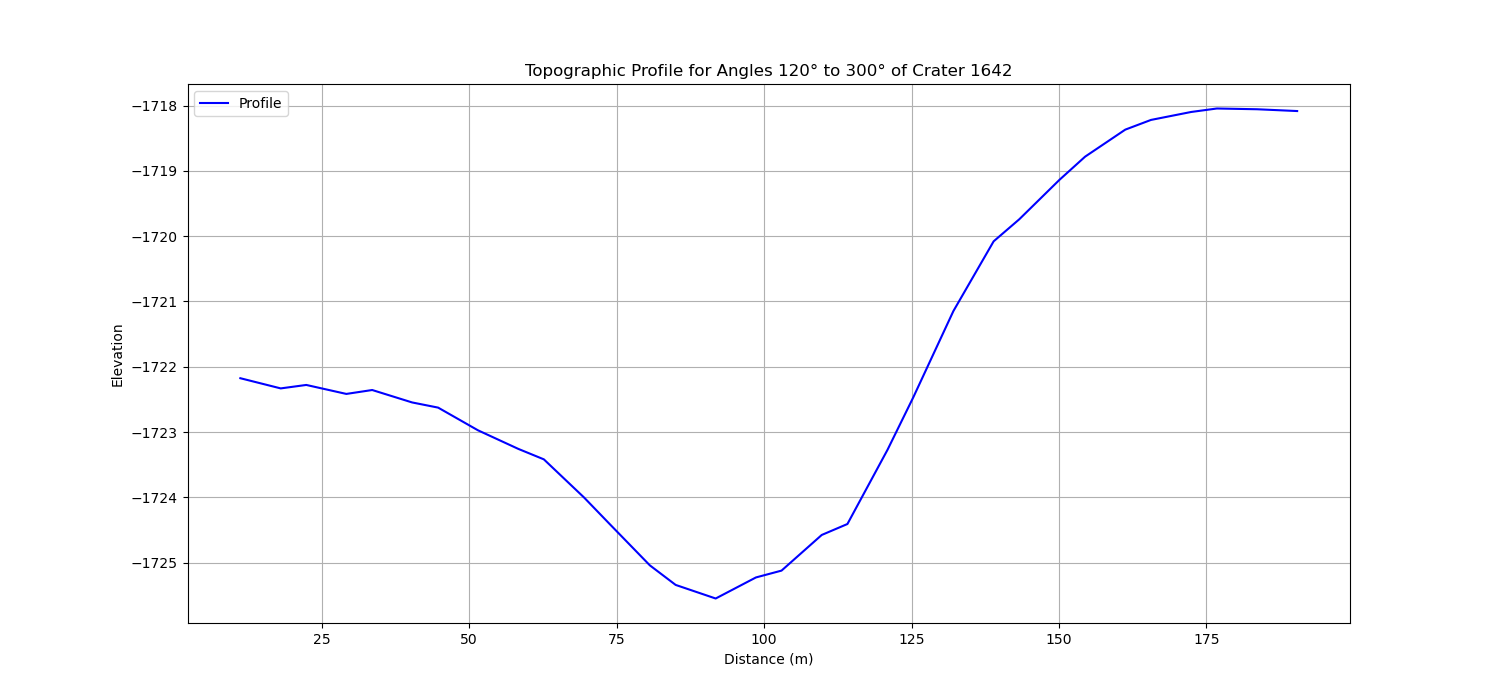 Topographic Profile for Angles 120° to 300° of Crater 1642
Profile
−1718
−1719
−1720
−1721
−1722
−1723
−1724
−1725
Elevation
25 50 75 100 125 150 175
Distance (m)